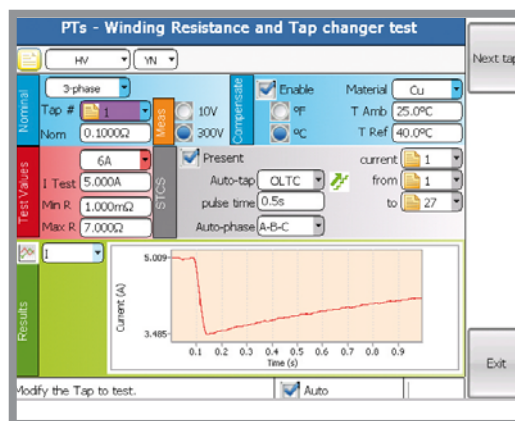 PTs - Winding Resistance and Tap changer test
Next tap
HV YN
Nominal
3-phase
Tap # 1
Nom 0.1000Ω
Meas
10V
300V
Compensate
Enable Material Cu
ºF T Amb 25.0ºC
ºC T Ref 40.0ºC
Test Values
6A
I Test 5.000A
Min R 1.000mΩ
Max R 7.000Ω
STCS
Present current 1
Auto-tap OLTC from 1
pulse time 0.5s to 27
Auto-phase A-B-C
Results
I
5.009
Current (A)
3.485
0.1 0.2 0.3 0.4 0.5 0.6 0.7 0.8 0.9
Time (s)
Exit
Modify the Tap to test. Auto